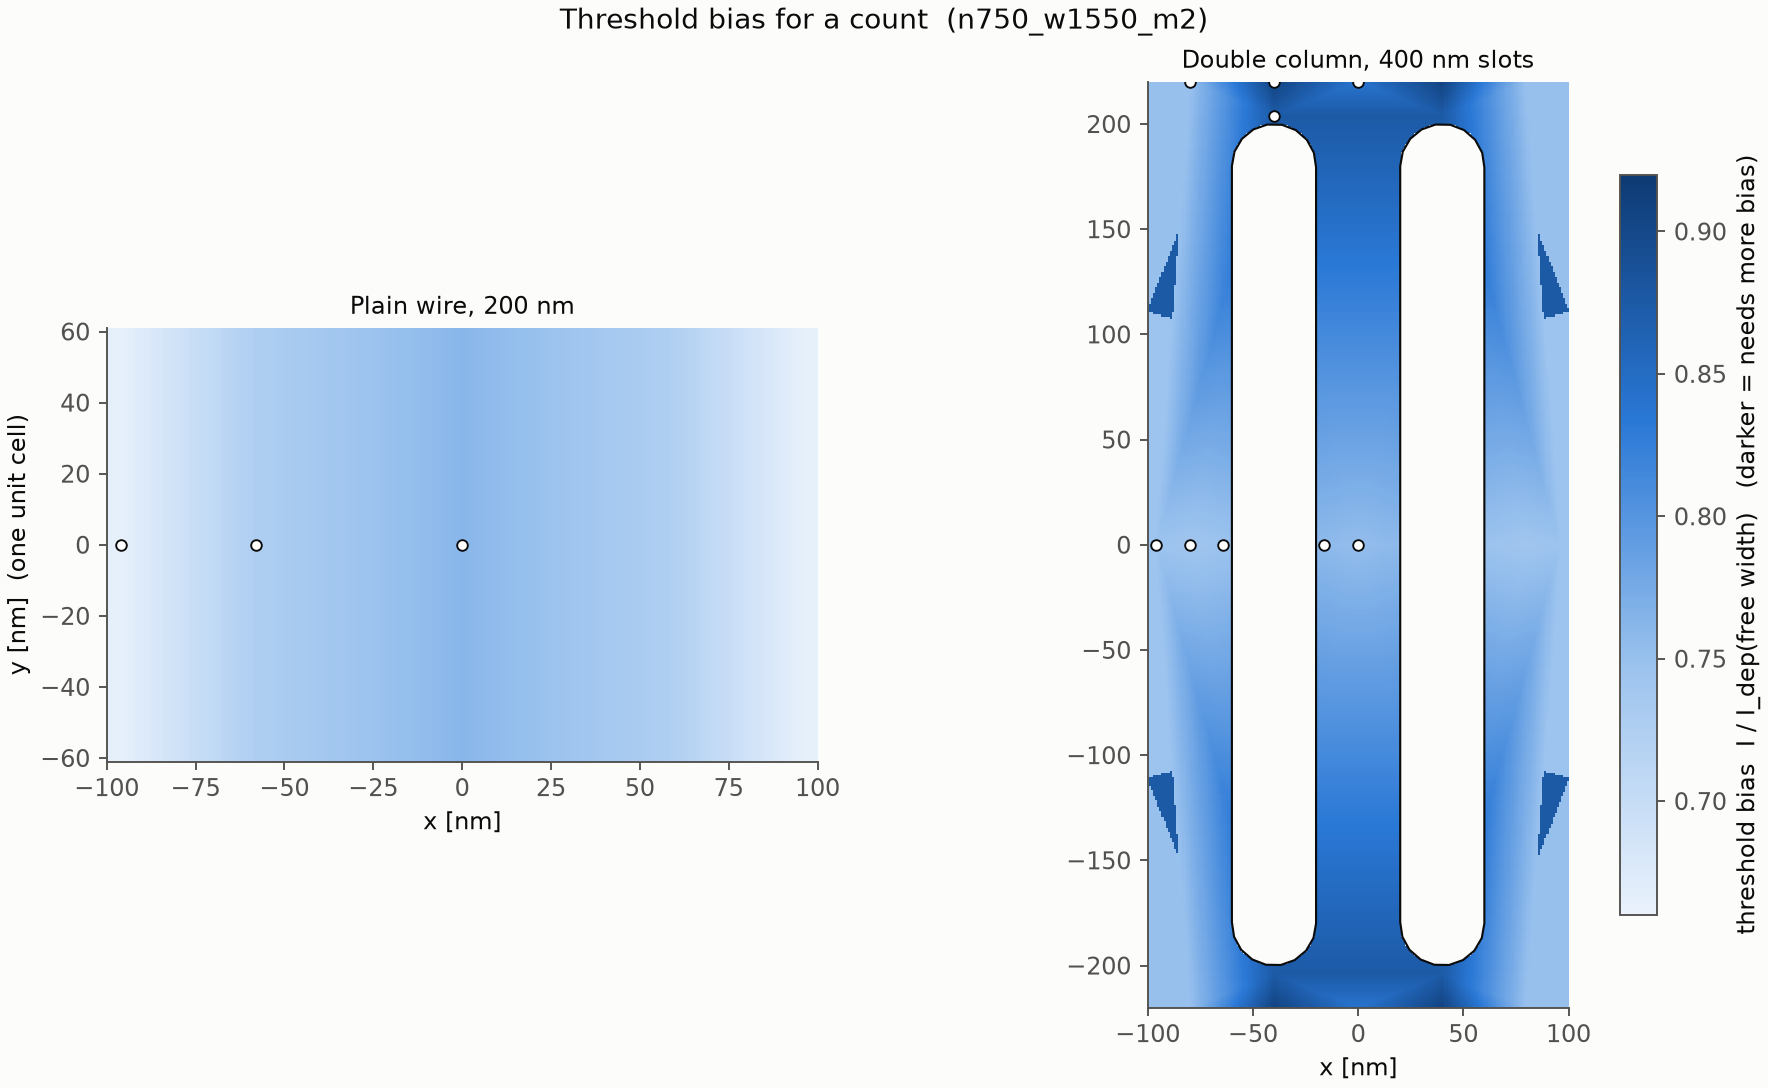 Threshold bias for a count  (n750_w1550_m2)
Plain wire, 200 nm
60
40
20
0
−20
−40
−60
y [nm]  (one unit cell)
−100 −75 −50 −25 0 25 50 75 100
x [nm]
Double column, 400 nm slots
200
150
100
50
0
−50
−100
−150
−200
−100 −50 0 50 100
x [nm]
0.90
0.85
0.80
0.75
0.70
threshold bias  I / I_dep(free width)   (darker = needs more bias)